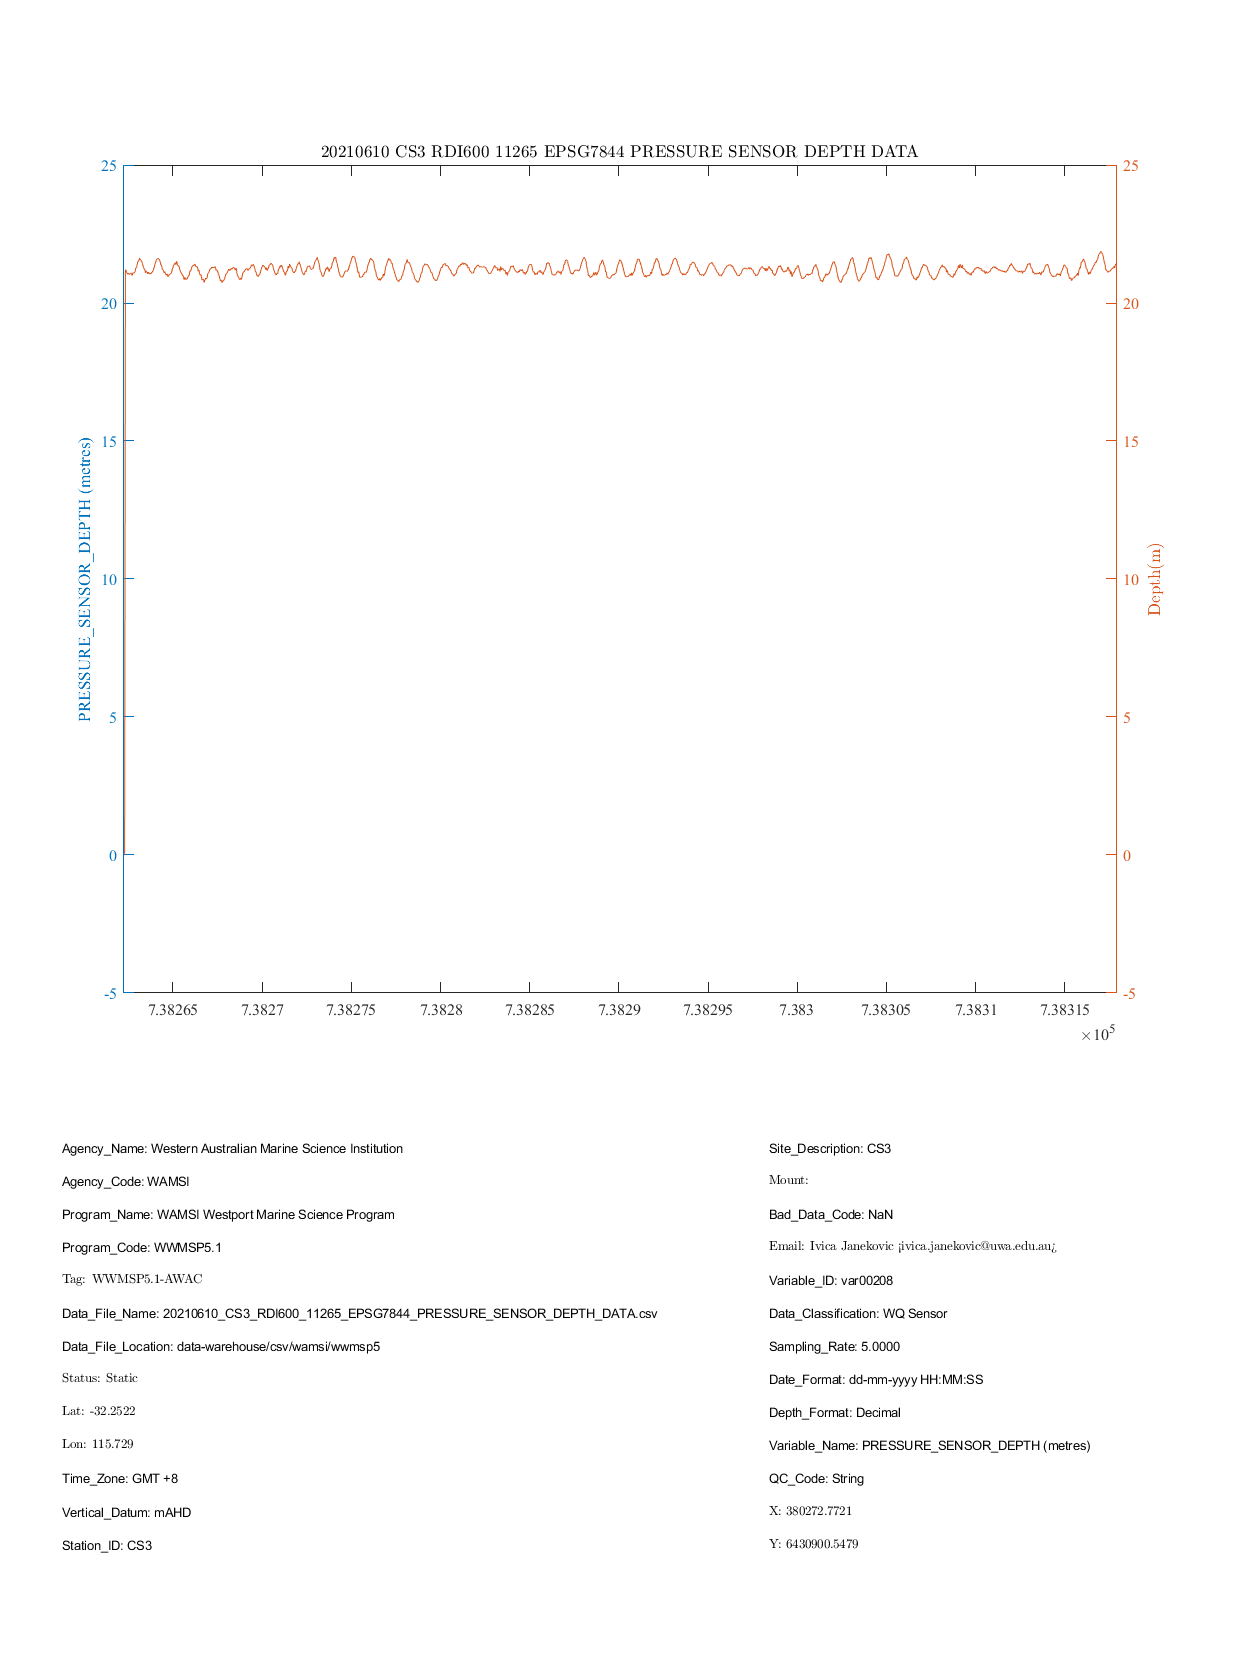 20210610 CS3 RDI600 11265 EPSG7844 PRESSURE SENSOR DEPTH DATA
25
20
15
10
5
0
-5
PRESSURE_SENSOR_DEPTH (metres)
25
20
15
10
5
0
-5
Depth(m)
7.38265 7.3827 7.38275 7.3828 7.38285 7.3829 7.38295 7.383 7.38305 7.3831 7.38315
×10⁵
Agency_Name: Western Australian Marine Science Institution
Agency_Code: WAMSI
Program_Name: WAMSI Westport Marine Science Program
Program_Code: WWMSP5.1
Tag: WWMSP5.1-AWAC
Data_File_Name: 20210610_CS3_RDI600_11265_EPSG7844_PRESSURE_SENSOR_DEPTH_DATA.csv
Data_File_Location: data-warehouse/csv/wamsi/wwmsp5
Status: Static
Lat: -32.2522
Lon: 115.729
Time_Zone: GMT +8
Vertical_Datum: mAHD
Station_ID: CS3
Site_Description: CS3
Mount:
Bad_Data_Code: NaN
Email: Ivica Janekovic ¡ivica.janekovic@uwa.edu.au¿
Variable_ID: var00208
Data_Classification: WQ Sensor
Sampling_Rate: 5.0000
Date_Format: dd-mm-yyyy HH:MM:SS
Depth_Format: Decimal
Variable_Name: PRESSURE_SENSOR_DEPTH (metres)
QC_Code: String
X: 380272.7721
Y: 6430900.5479